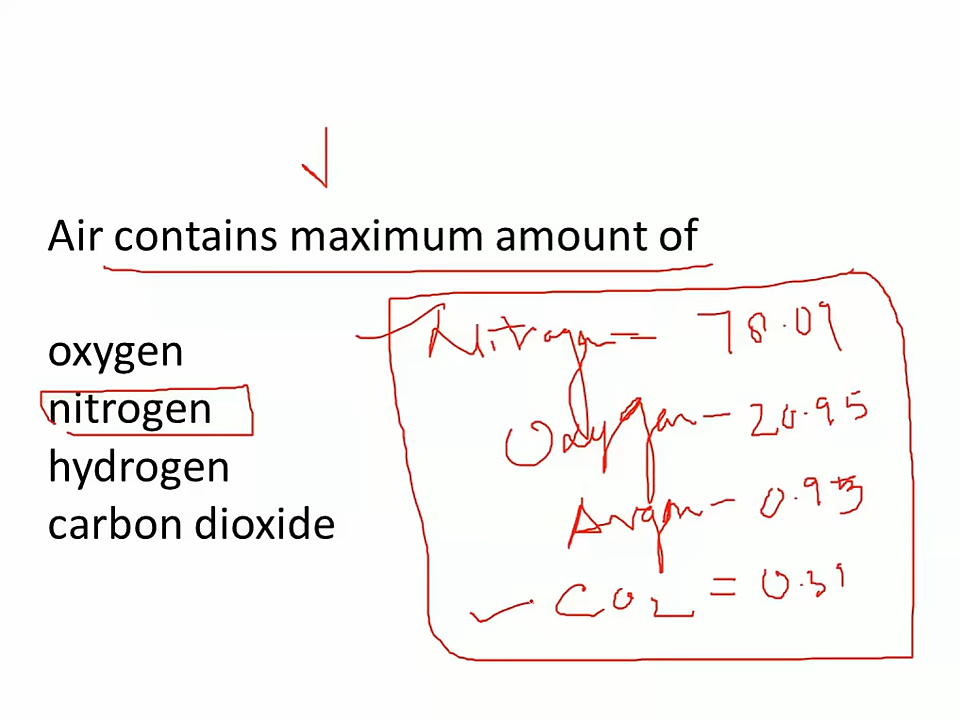 Air contains maximum amount of
oxygen
nitrogen
hydrogen
carbon dioxide
Nitrogen = 78.09
Oxygen - 20.95
Argon - 0.93
CO2 = 0.39